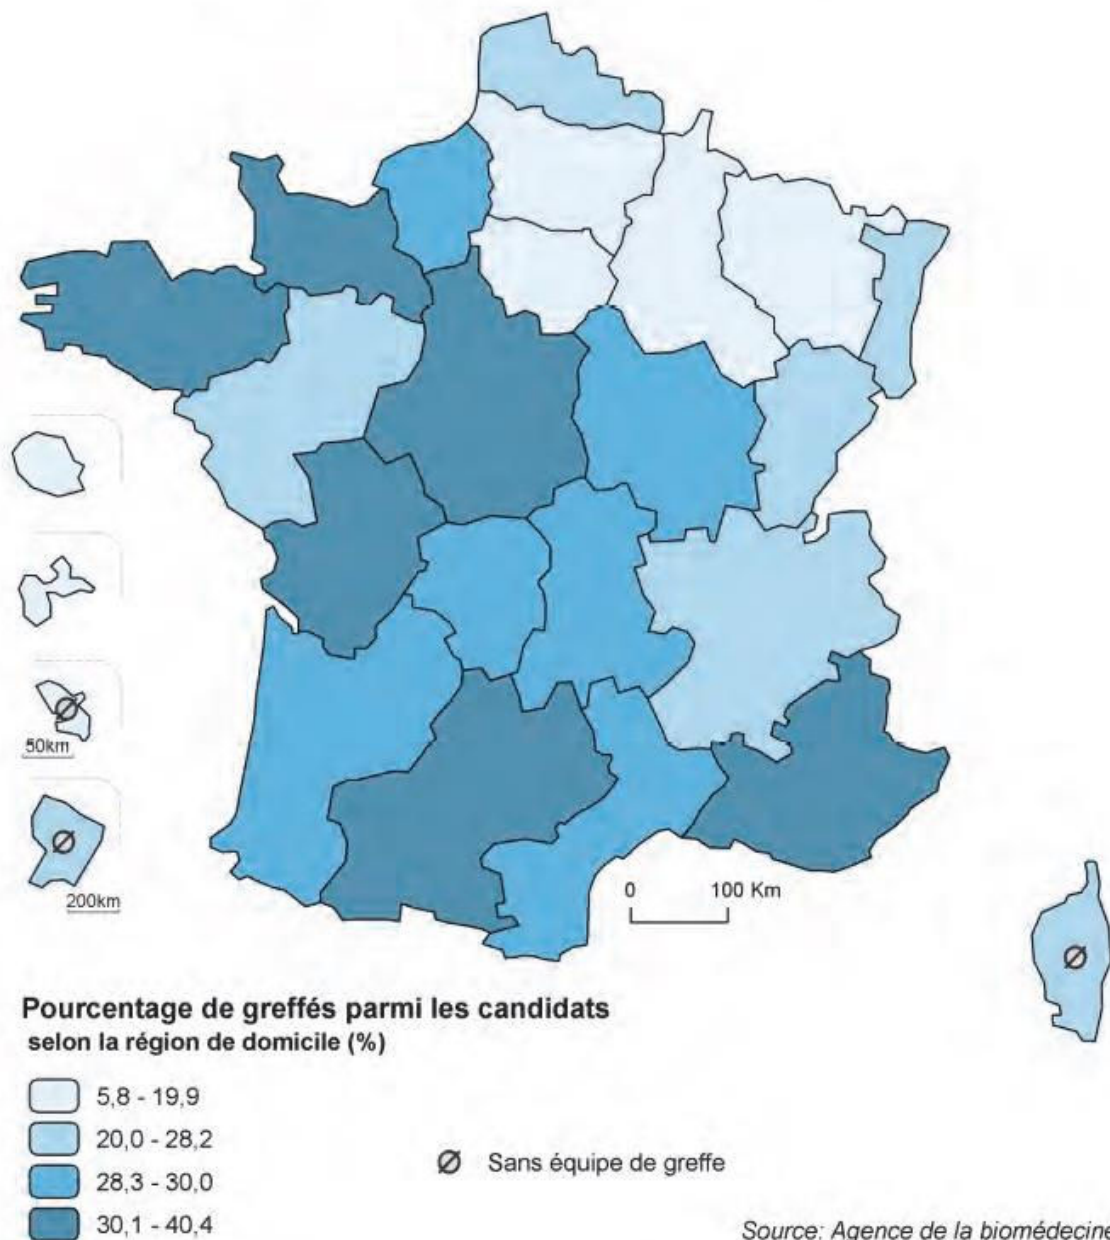 50km
200km
0 100 Km
Pourcentage de greffés parmi les candidats
selon la région de domicile (%)
5,8 - 19,9
20,0 - 28,2
28,3 - 30,0
30,1 - 40,4
Sans équipe de greffe
Source: Agence de la biomédecine